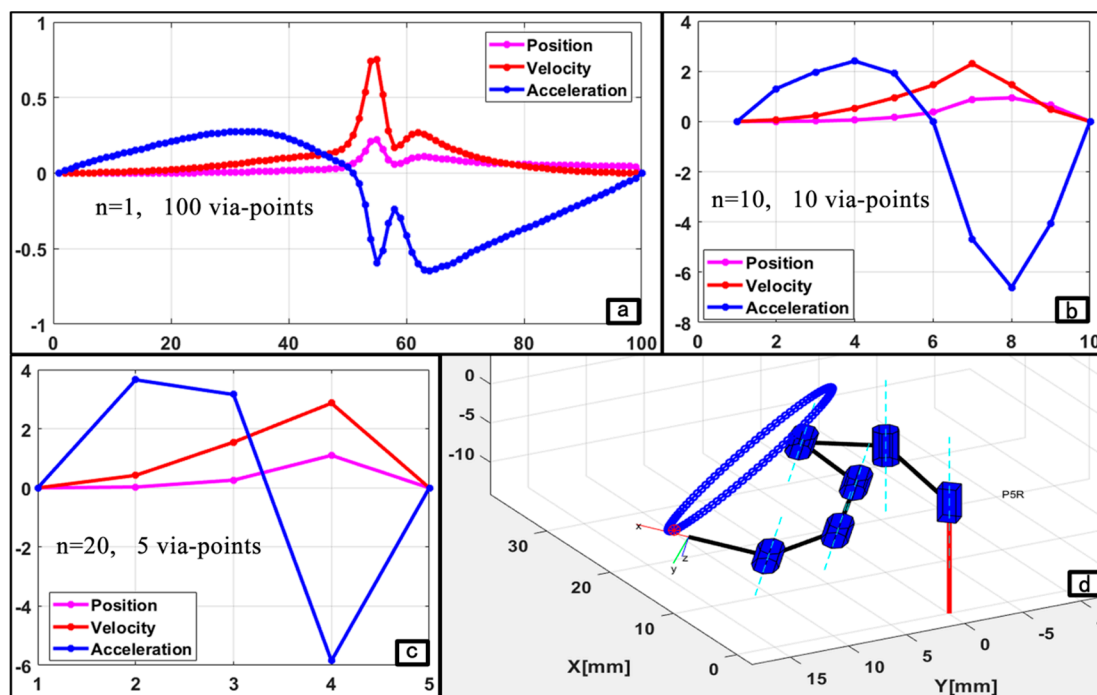 1
0.5
0
-0.5
-1
0 20 40 60 80 100
Position
Velocity
Acceleration
n=1, 100 via-points
a
4
2
0
-2
-4
-6
-8
0 2 4 6 8 10
n=10, 10 via-points
Position
Velocity
Acceleration
b
4
2
0
-2
-4
-6
1 2 3 4 5
n=20, 5 via-points
Position
Velocity
Acceleration
c
0
-5
-10
30
20
10
0
X[mm]
15 10 5 0 -5
Y[mm]
x
y
z
P5R
d